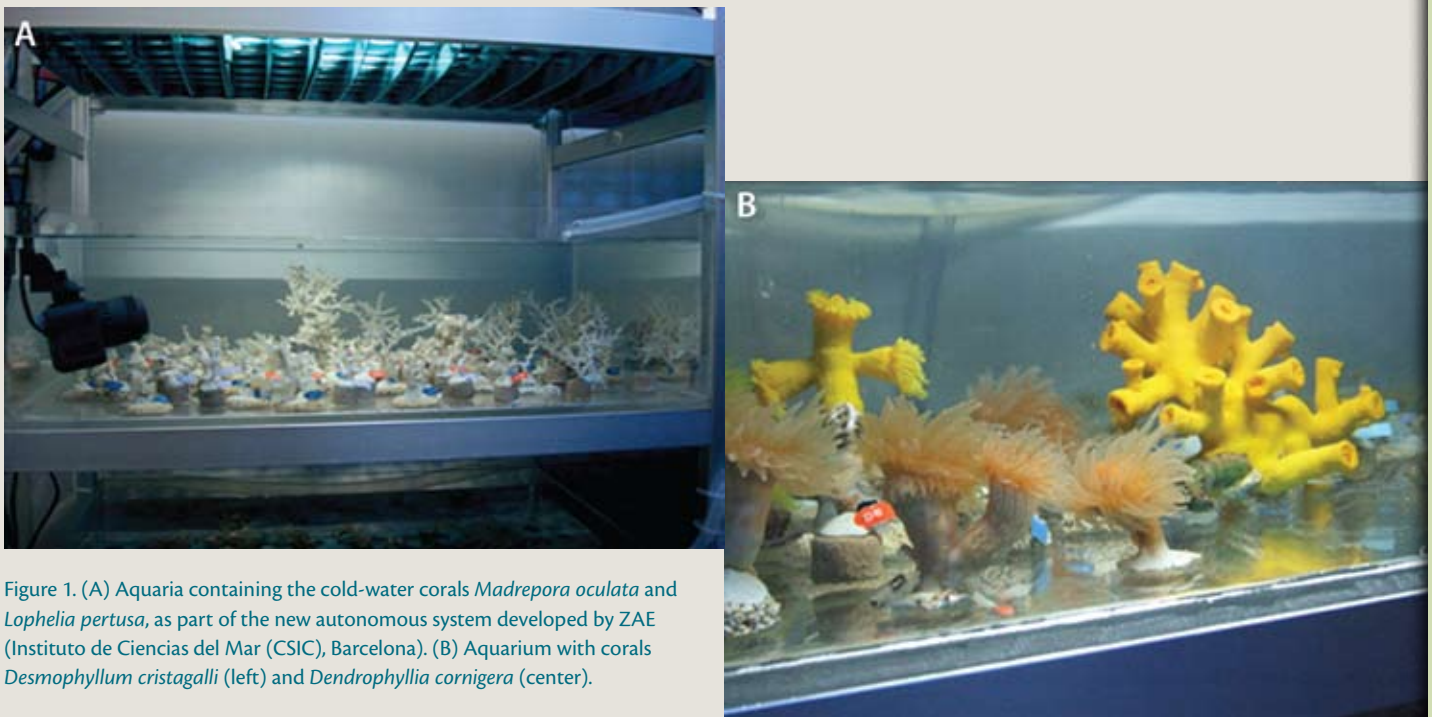 A
B
Figure 1. (A) Aquaria containing the cold-water corals Madrepora oculata and
Lophelia pertusa, as part of the new autonomous system developed by ZAE
(Instituto de Ciencias del Mar (CSIC), Barcelona). (B) Aquarium with corals
Desmophyllum cristagalli (left) and Dendrophyllia cornigera (center).